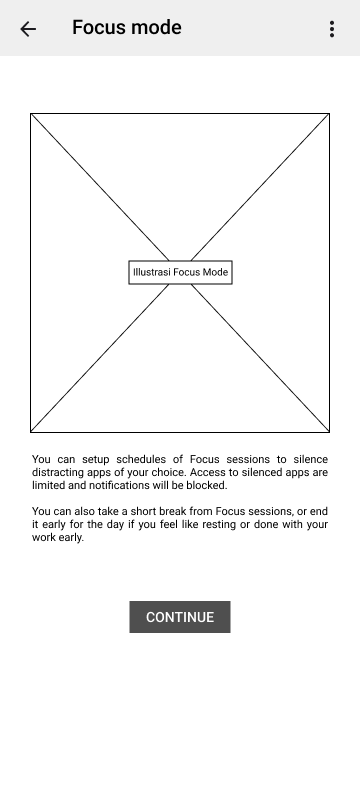 Focus mode
Illustrasi Focus Mode
You can setup schedules of Focus sessions to silence
distracting apps of your choice. Access to silenced apps are
limited and notifications will be blocked.
You can also take a short break from Focus sessions, or end
it early for the day if you feel like resting or done with your
work early.
CONTINUE